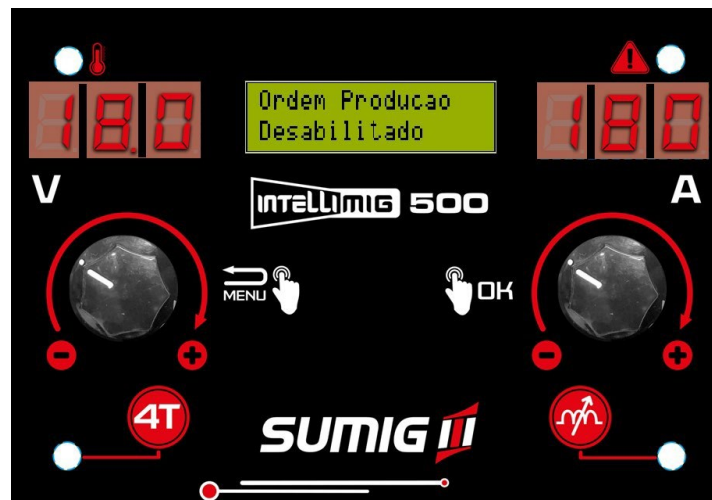 18.0
Ordem Producao
Desabilitado
180
V
INTELLIMIG 500
A
MENU
OK
4T
SUMIG